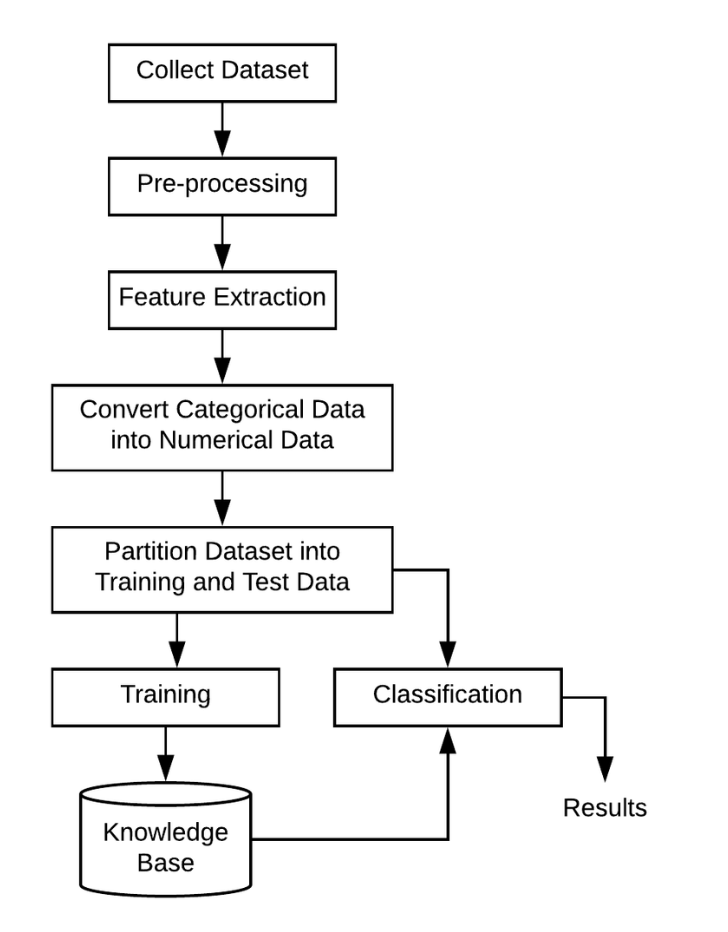 Collect Dataset
Pre-processing
Feature Extraction
Convert Categorical Data
into Numerical Data
Partition Dataset into
Training and Test Data
Training
Classification
Results
Knowledge
Base